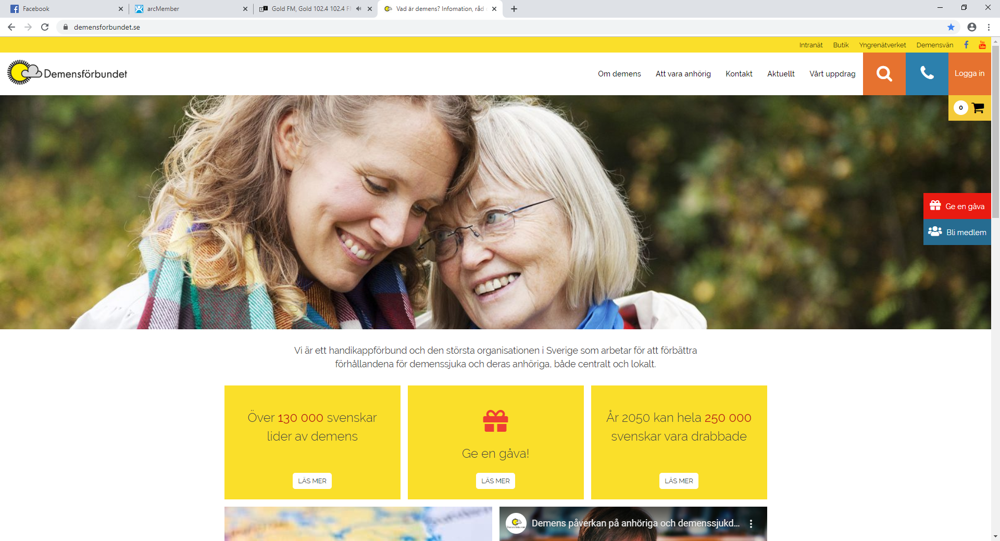 Facebook
arcMember
Gold FM, Gold 102.4 102.4 F
Vad är demens? Infomation, råd
demensforbundet.se
Intranät Butik Yngrenätverket Demensvän
You
Tube
Demensförbundet
Om demens Att vara anhörig Kontakt Aktuellt Vårt uppdrag Logga in
0
Ge en gåva
Bli medlem
Vi är ett handikappförbund och den största organisationen i Sverige som arbetar för att förbättra
förhållandena för demenssjuka och deras anhöriga, både centralt och lokalt.
Över 130 000 svenskar
lider av demens
LÄS MER
Ge en gåva!
LÄS MER
År 2050 kan hela 250 000
svenskar vara drabbade
LÄS MER
Demensförbundet
Demens påverkan på anhöriga och demenssjukd...